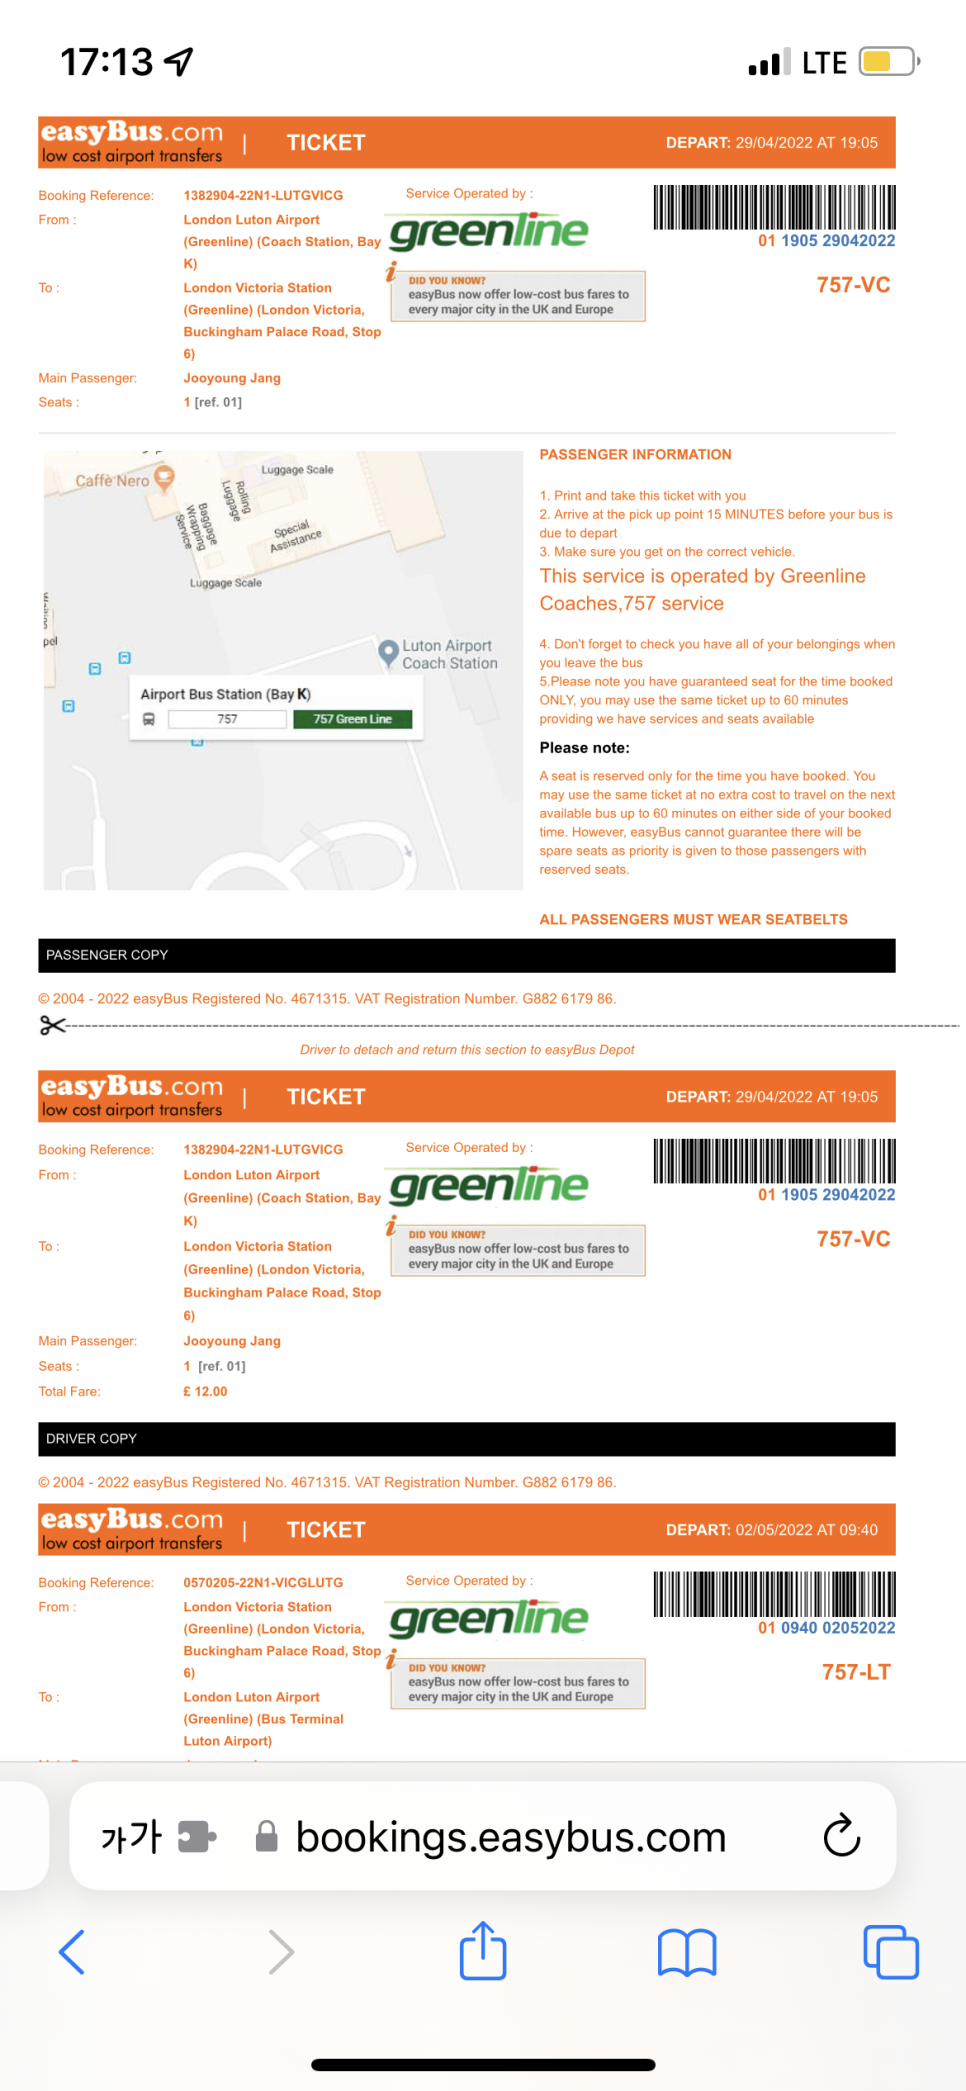 17:13
LTE
easyBus.com
low cost airport transfers
TICKET
DEPART: 29/04/2022 AT 19:05
Booking Reference: 1382904-22N1-LUTGVICG
From : London Luton Airport
(Greenline) (Coach Station, Bay
K)
To : London Victoria Station
(Greenline) (London Victoria,
Buckingham Palace Road, Stop
6)
Main Passenger: Jooyoung Jang
Seats : 1 [ref. 01]
Service Operated by :
greenline
DID YOU KNOW?
easyBus now offer low-cost bus fares to
every major city in the UK and Europe
01 1905 29042022
757-VC
Caffè Nero
Luggage Scale
Rolling
Luggage
Baggage
Wrapping
Service
Special
Assistance
Luggage Scale
pel
Luton Airport
Coach Station
Airport Bus Station (Bay K)
757
757 Green Line
PASSENGER INFORMATION
1. Print and take this ticket with you
2. Arrive at the pick up point 15 MINUTES before your bus is
due to depart
3. Make sure you get on the correct vehicle.
This service is operated by Greenline
Coaches,757 service
4. Don't forget to check you have all of your belongings when
you leave the bus
5.Please note you have guaranteed seat for the time booked
ONLY, you may use the same ticket up to 60 minutes
providing we have services and seats available
Please note:
A seat is reserved only for the time you have booked. You
may use the same ticket at no extra cost to travel on the next
available bus up to 60 minutes on either side of your booked
time. However, easyBus cannot guarantee there will be
spare seats as priority is given to those passengers with
reserved seats.
ALL PASSENGERS MUST WEAR SEATBELTS
PASSENGER COPY
© 2004 - 2022 easyBus Registered No. 4671315. VAT Registration Number. G882 6179 86.
Driver to detach and return this section to easyBus Depot
easyBus.com
low cost airport transfers
TICKET
DEPART: 29/04/2022 AT 19:05
Booking Reference: 1382904-22N1-LUTGVICG
From : London Luton Airport
(Greenline) (Coach Station, Bay
K)
To : London Victoria Station
(Greenline) (London Victoria,
Buckingham Palace Road, Stop
6)
Main Passenger: Jooyoung Jang
Seats : 1 [ref. 01]
Total Fare: £ 12.00
Service Operated by :
greenline
DID YOU KNOW?
easyBus now offer low-cost bus fares to
every major city in the UK and Europe
01 1905 29042022
757-VC
DRIVER COPY
© 2004 - 2022 easyBus Registered No. 4671315. VAT Registration Number. G882 6179 86.
easyBus.com
low cost airport transfers
TICKET
DEPART: 02/05/2022 AT 09:40
Booking Reference: 0570205-22N1-VICGLUTG
From : London Victoria Station
(Greenline) (London Victoria,
Buckingham Palace Road, Stop
6)
To : London Luton Airport
(Greenline) (Bus Terminal
Luton Airport)
Service Operated by :
greenline
DID YOU KNOW?
easyBus now offer low-cost bus fares to
every major city in the UK and Europe
01 0940 02052022
757-LT
가가
bookings.easybus.com